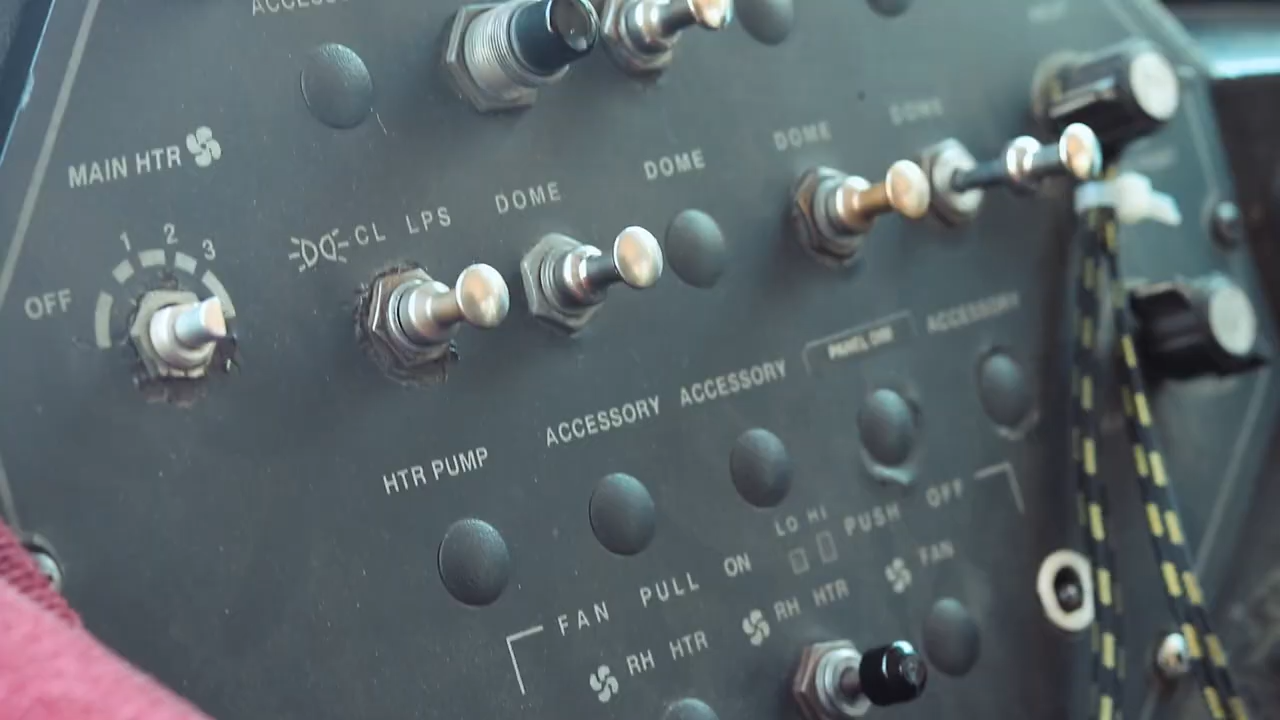 ACCESS
MAIN HTR
OFF 1 2 3
CL LPS
DOME
DOME
DOME
DOME
HTR PUMP
ACCESSORY
ACCESSORY
PANEL DIM
ACCESSORY
FAN PULL ON LO HI PUSH OFF
RH HTR
RH HTR
FAN